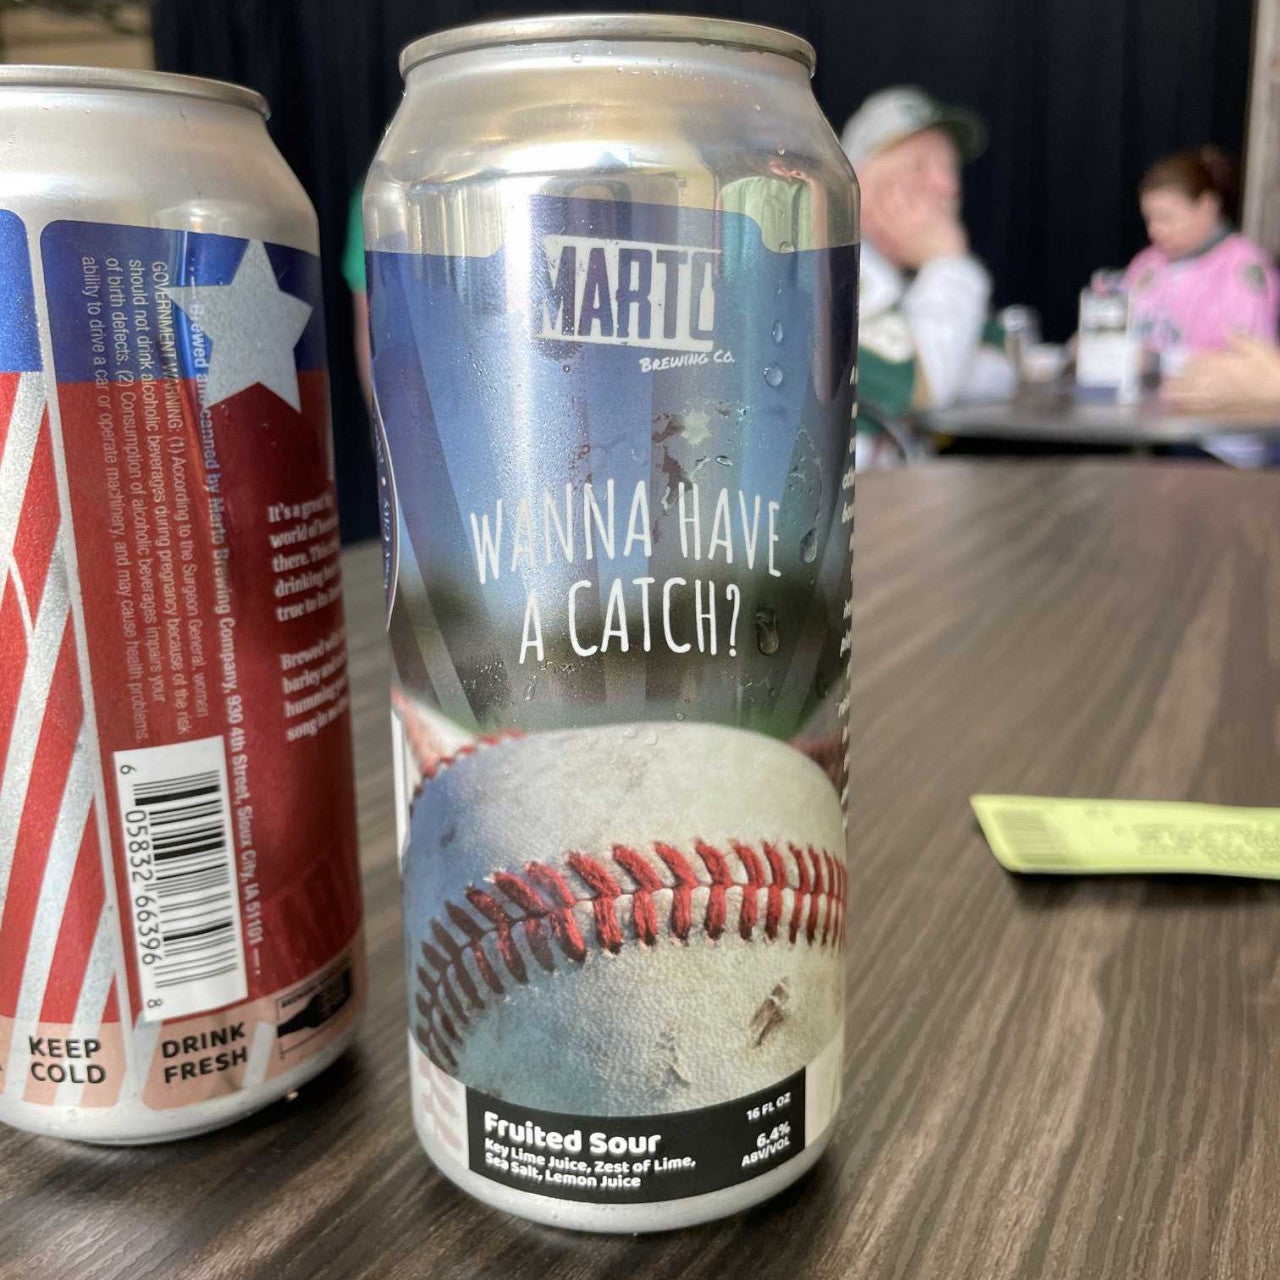 MARTO
BREWING CO.
WANNA HAVE
A CATCH?
Fruited Sour
Key Lime Juice, Zest of Lime,
Sea Salt, Lemon Juice
16 FL OZ
6.4%
ABV/VOL
Brewed and canned by Marto Brewing Company, 930 4th Street, Sioux City, IA 51101
GOVERNMENT WARNING: (1) According to the Surgeon General, women
should not drink alcoholic beverages during pregnancy because of the risk
of birth defects. (2) Consumption of alcoholic beverages impairs your
ability to drive a car or operate machinery, and may cause health problems.
It's a great
world of
there. This
drinking
true to its
Brewed
barley and
humming
song in
6 05832 66396 8
KEEP
COLD
DRINK
FRESH